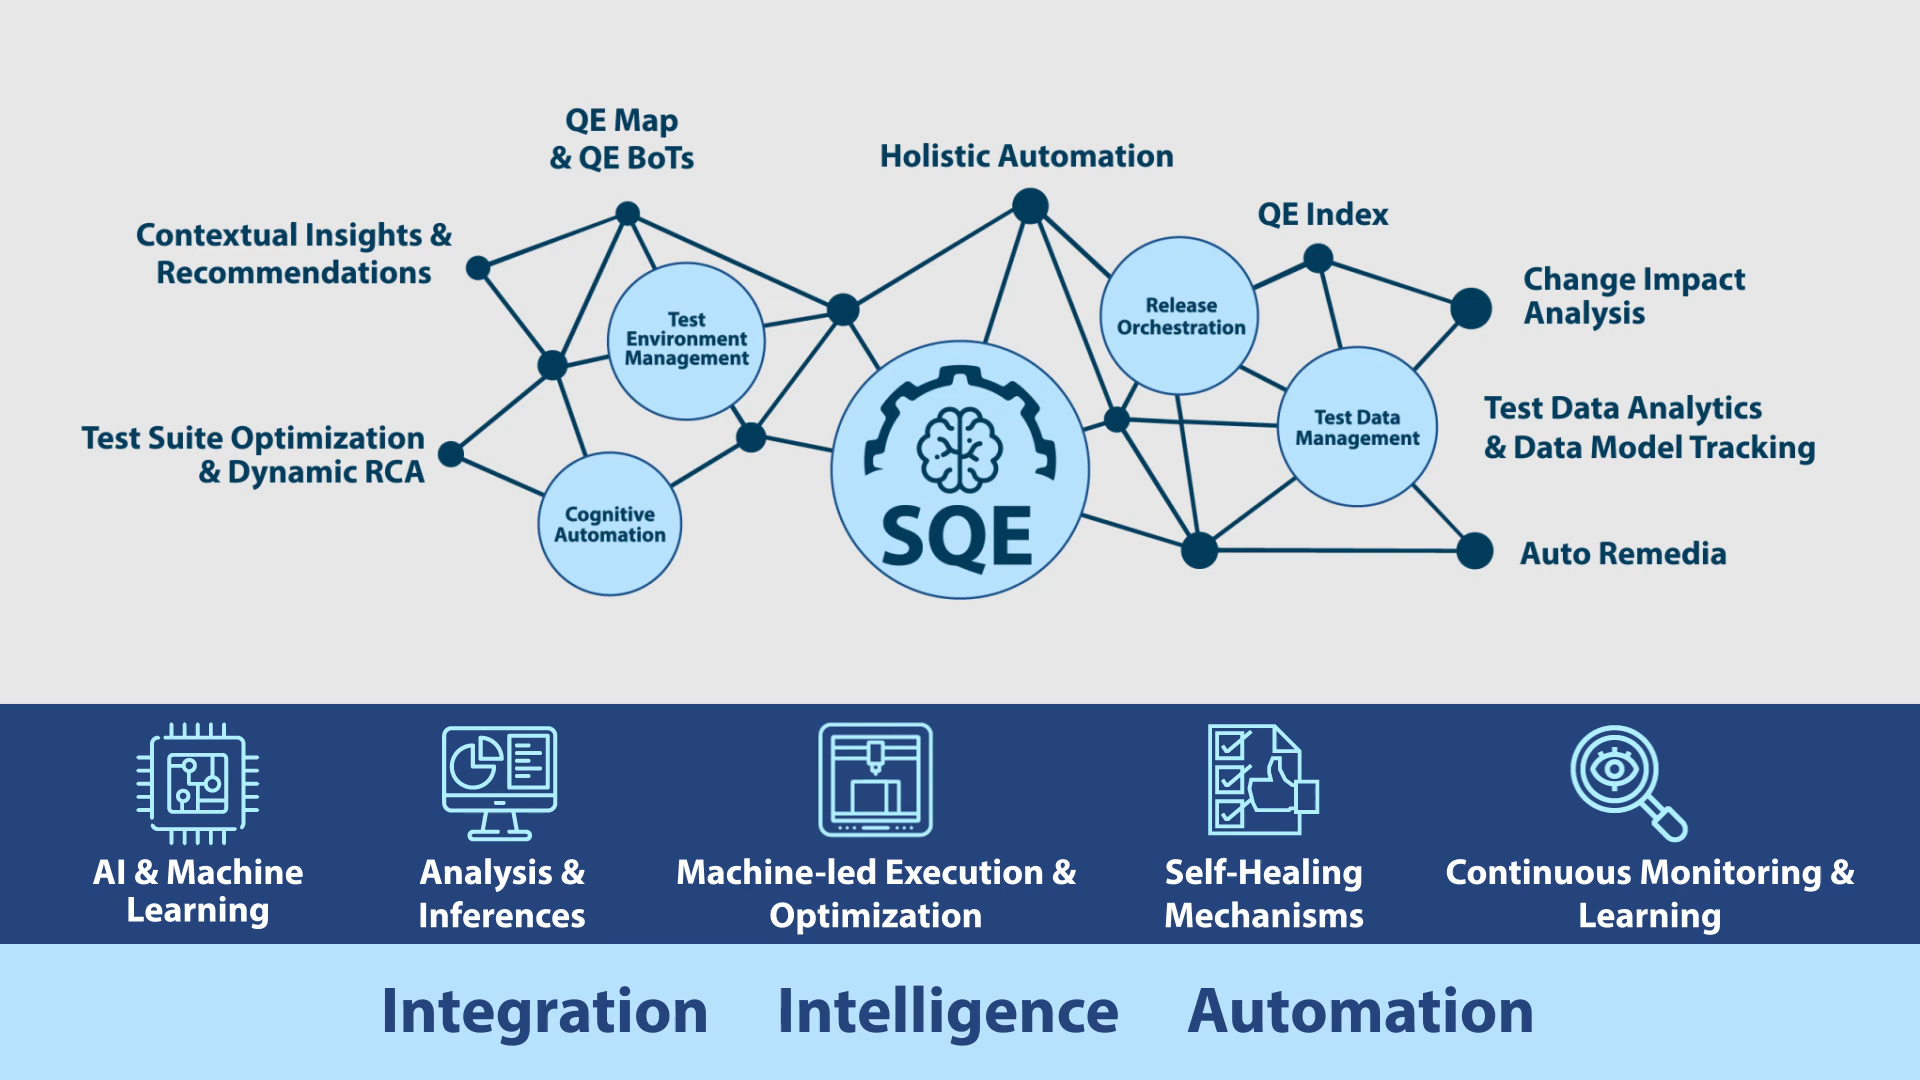 QE Map
& QE BoTs
Holistic Automation
QE Index
Contextual Insights &
Recommendations
Change Impact
Analysis
Test
Environment
Management
Release
Orchestration
Test Data
Management
Test Data Analytics
& Data Model Tracking
Test Suite Optimization
& Dynamic RCA
Cognitive
Automation
SQE
Auto Remedia
AI & Machine
Learning
Analysis &
Inferences
Machine-led Execution &
Optimization
Self-Healing
Mechanisms
Continuous Monitoring &
Learning
Integration Intelligence Automation